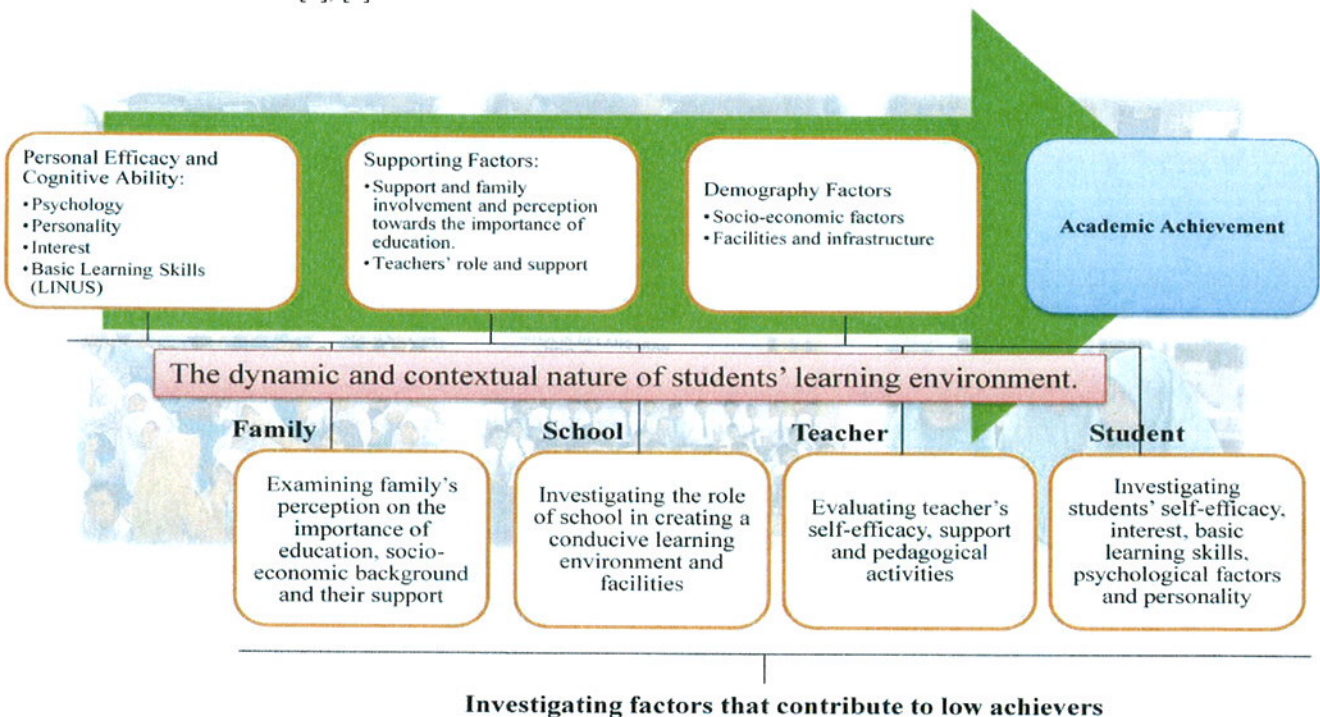 Personal Efficacy and
Cognitive Ability:
• Psychology
• Personality
• Interest
• Basic Learning Skills
(LINUS)
Supporting Factors:
• Support and family
involvement and perception
towards the importance of
education.
• Teachers' role and support
Demography Factors
• Socio-economic factors
• Facilities and infrastructure
Academic Achievement
The dynamic and contextual nature of students' learning environment.
Family
Examining family's
perception on the
importance of
education, socio-
economic background
and their support
School
Investigating the role
of school in creating a
conducive learning
environment and
facilities
Teacher
Evaluating teacher's
self-efficacy, support
and pedagogical
activities
Student
Investigating
students' self-efficacy,
interest, basic
learning skills,
psychological factors
and personality
Investigating factors that contribute to low achievers